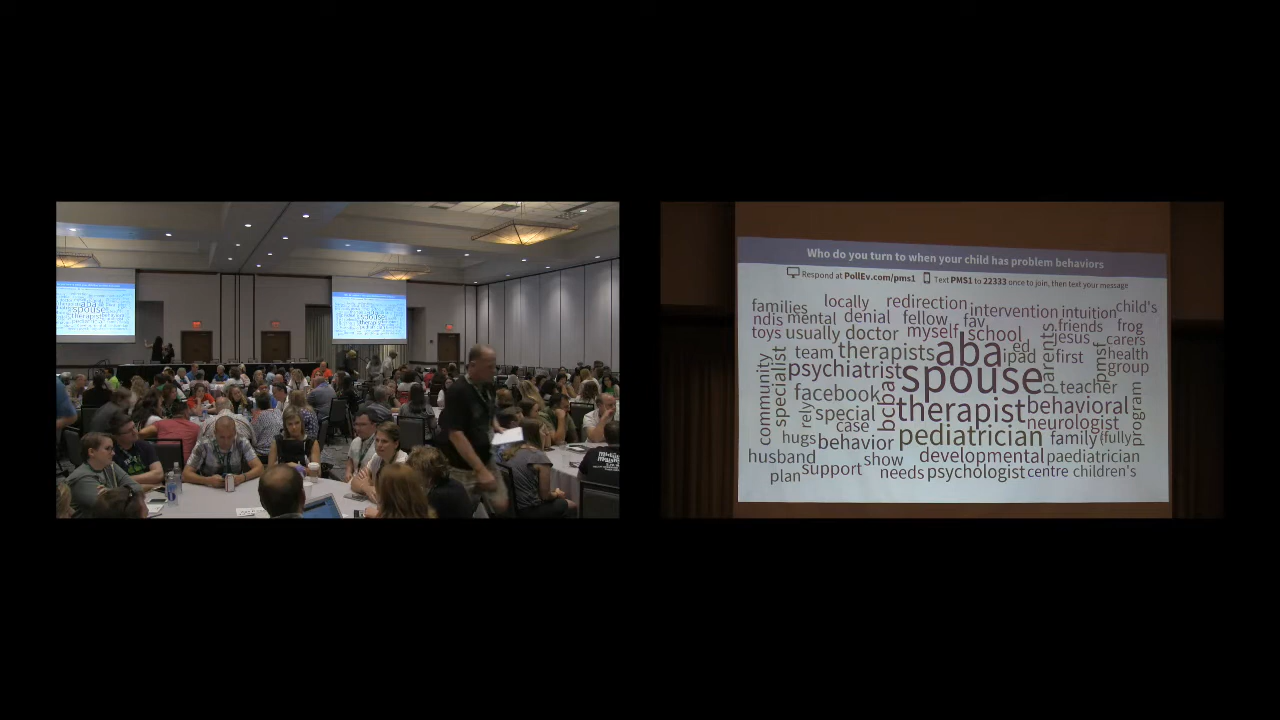 Who do you turn to when your child has problem behaviors
Respond at PollEv.com/pms1 Text PMS1 to 22333 once to join, then text your message
families locally redirection intervention intuition child's
ndis mental denial fellow fav friends frog
toys usually doctor myself school jesus carers
team therapists aba ed ipad first parents pmsf health
community specialist psychiatrist spouse group
facebook bcba teacher program
rely special therapist behavioral
case neurologist
hugs behavior pediatrician family (fully
husband show developmental paediatrician
plan support needs psychologist centre children's